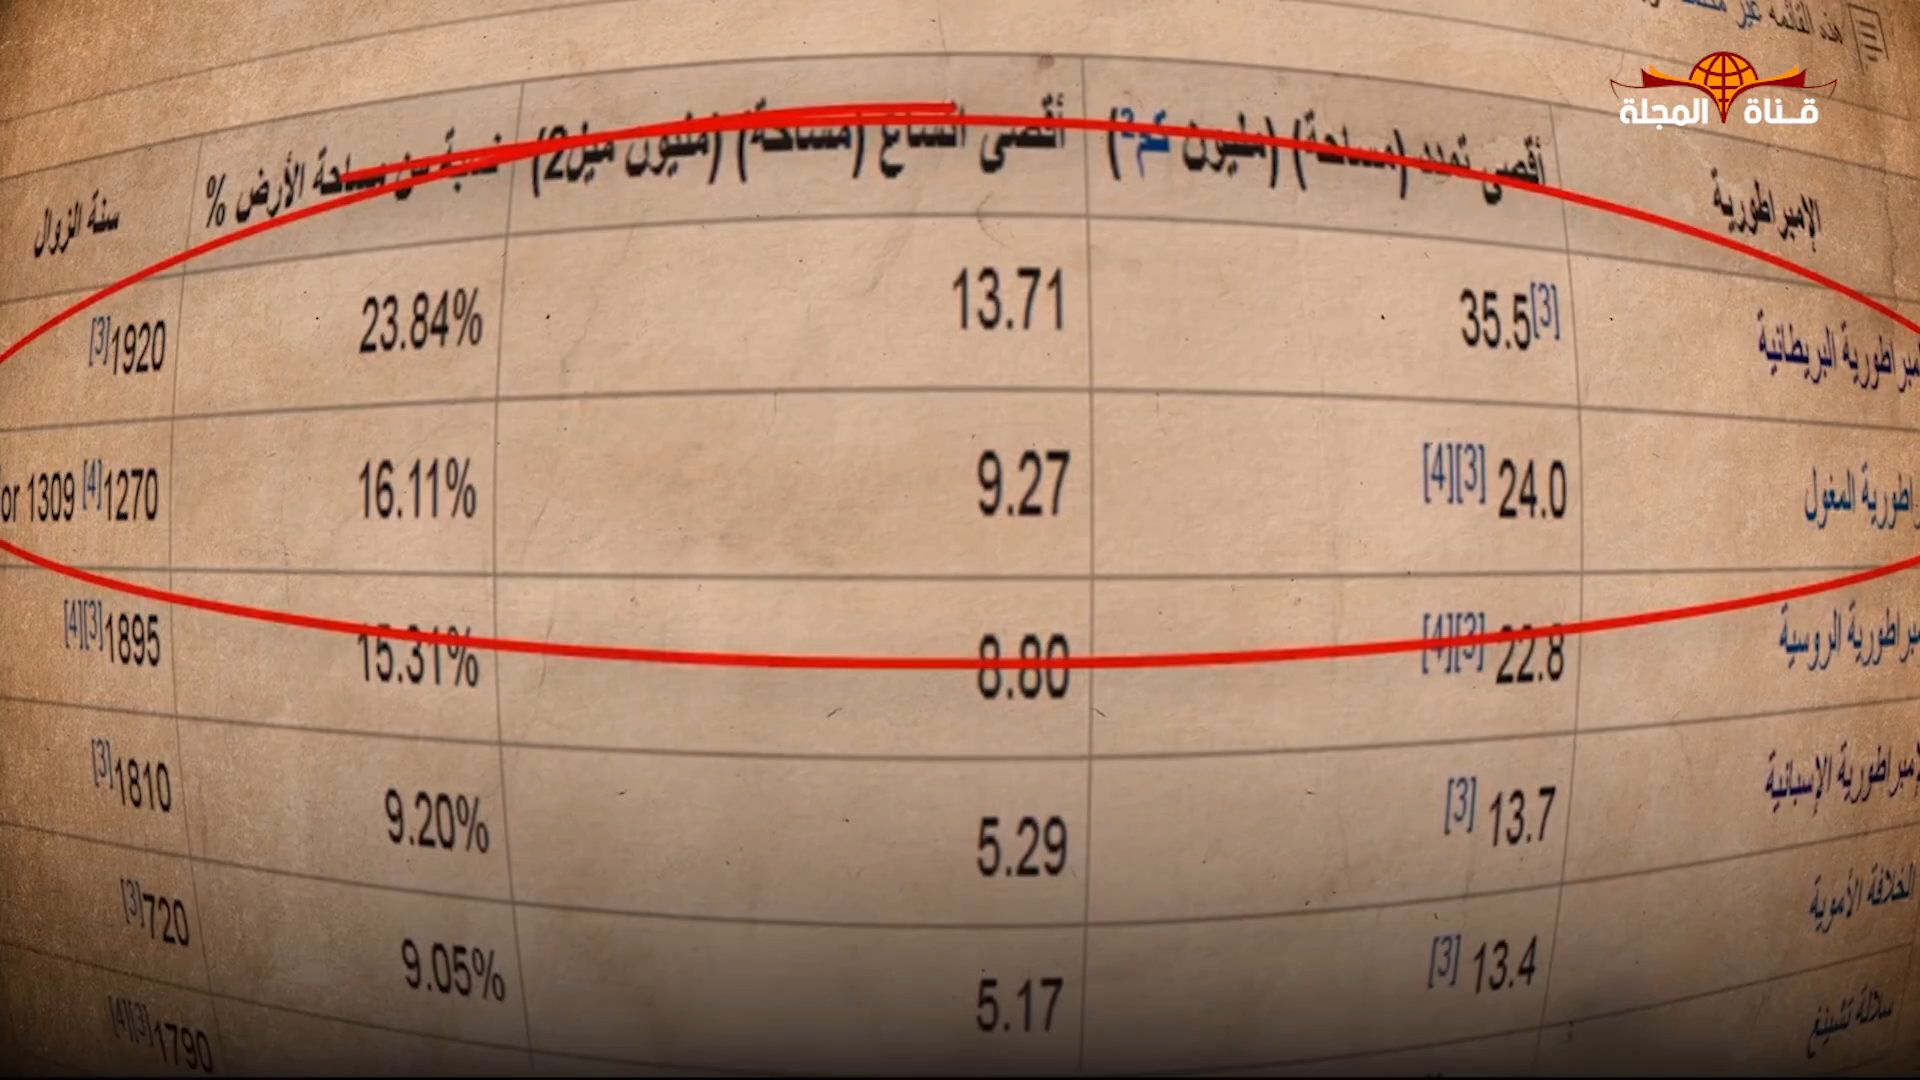 هذه القائمة غير
قناة المجلة
الإمبراطورية أقصى تمدد (مساحة) (مليون كم²) أقصى اتساع (مساحة) (مليون ميل2) نسبة من مساحة الأرض % سنة الزوال
البريطانية 35.5[3] 13.71 23.84% 1920[3]
المغول 24.0 [3][4] 9.27 16.11% 1270[4] or 1309
الروسية 22.8 [3][4] 8.80 15.31% 1895[3][4]
الإمبراطورية الإسبانية 13.7 [3] 5.29 9.20% 1810[3]
الخلافة الأموية 13.4 [3] 5.17 9.05% 720[3]
سلالة تشينغ 1790[3][4]